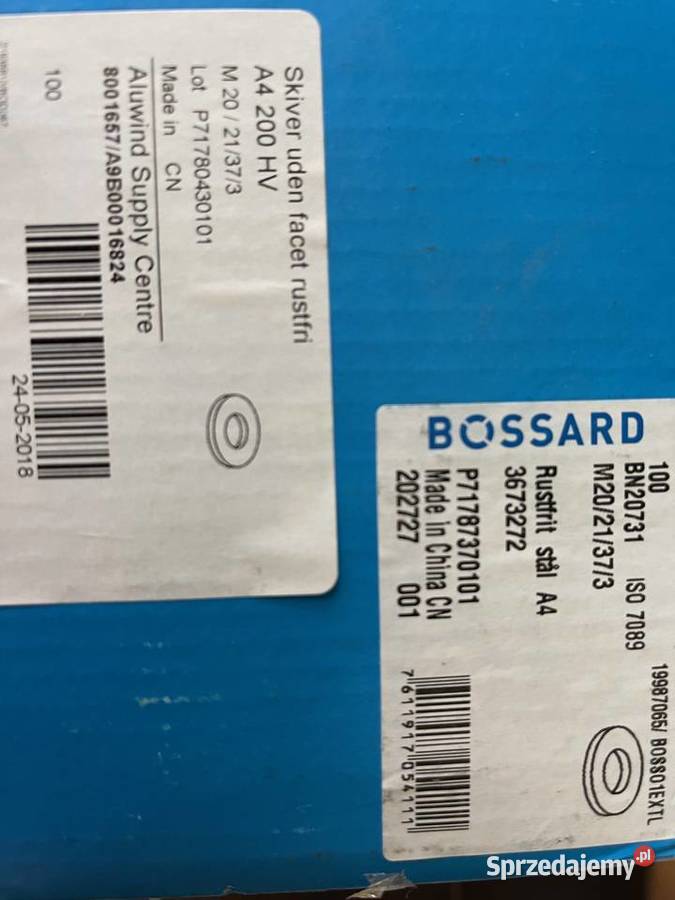 Skiver uden facet rustfri
A4 200 HV
M 20 / 21/37/3
Lot P71780430101
Made in CN
Aluwind Supply Centre
8001657/A9B00016824
100
24-05-2018
BOSSARD
100
BN20731 ISO 7089
M20/21/37/3
Rustfrit stål A4
3673272
P71787370101
Made in China CN
202727 001
19987065/ BOSS01EXTL
7611917054111
Sprzedajemy.pl